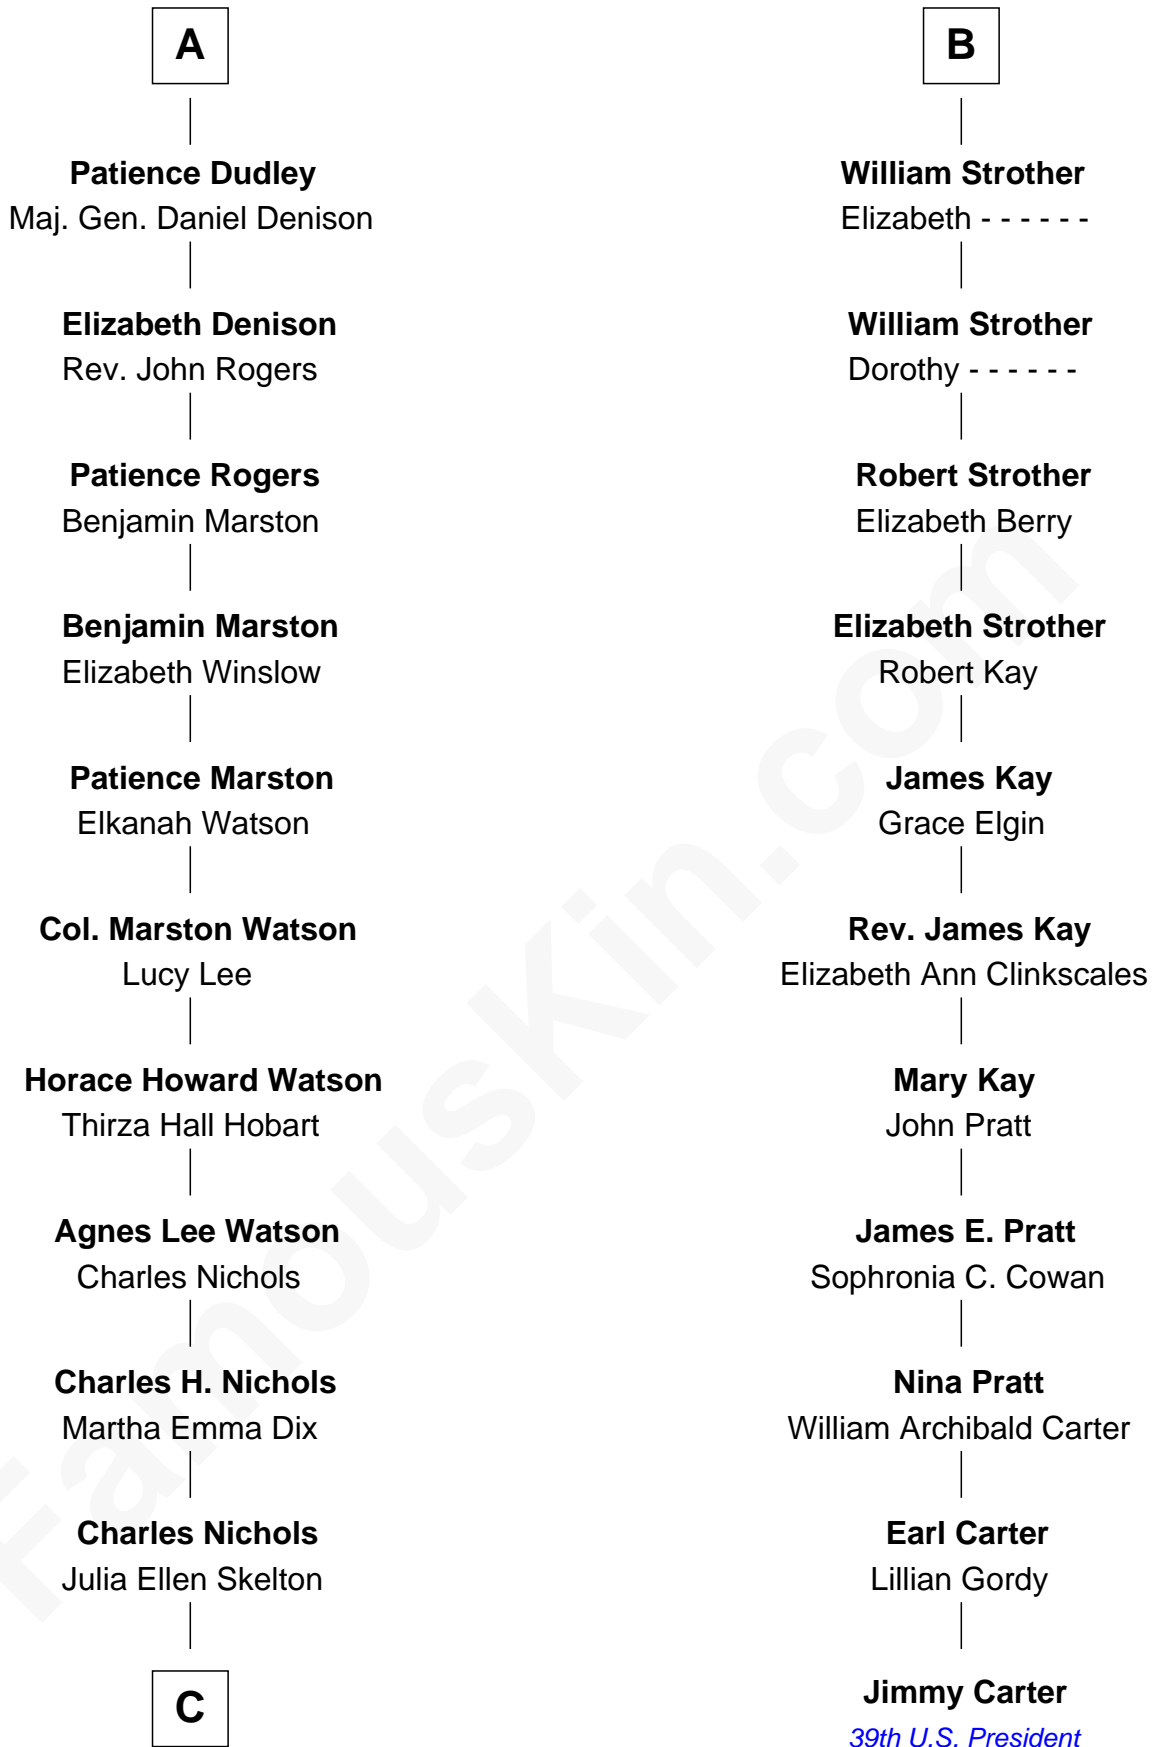 A
Patience Dudley
Maj. Gen. Daniel Denison
Elizabeth Denison
Rev. John Rogers
Patience Rogers
Benjamin Marston
Benjamin Marston
Elizabeth Winslow
Patience Marston
Elkanah Watson
Col. Marston Watson
Lucy Lee
Horace Howard Watson
Thirza Hall Hobart
Agnes Lee Watson
Charles Nichols
Charles H. Nichols
Martha Emma Dix
Charles Nichols
Julia Ellen Skelton
C
B
William Strother
Elizabeth - - - - - -
William Strother
Dorothy - - - - - -
Robert Strother
Elizabeth Berry
Elizabeth Strother
Robert Kay
James Kay
Grace Elgin
Rev. James Kay
Elizabeth Ann Clinkscales
Mary Kay
John Pratt
James E. Pratt
Sophronia C. Cowan
Nina Pratt
William Archibald Carter
Earl Carter
Lillian Gordy
Jimmy Carter
39th U.S. President
FamousKin.com